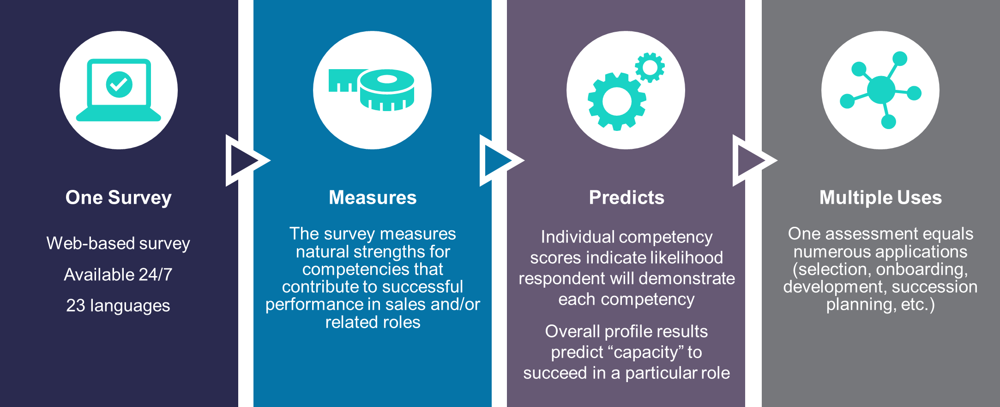 One Survey
Web-based survey
Available 24/7
23 languages
Measures
The survey measures
natural strengths for
competencies that
contribute to successful
performance in sales and/or
related roles
Predicts
Individual competency
scores indicate likelihood
respondent will demonstrate
each competency
Overall profile results
predict “capacity” to
succeed in a particular role
Multiple Uses
One assessment equals
numerous applications
(selection, onboarding,
development, succession
planning, etc.)